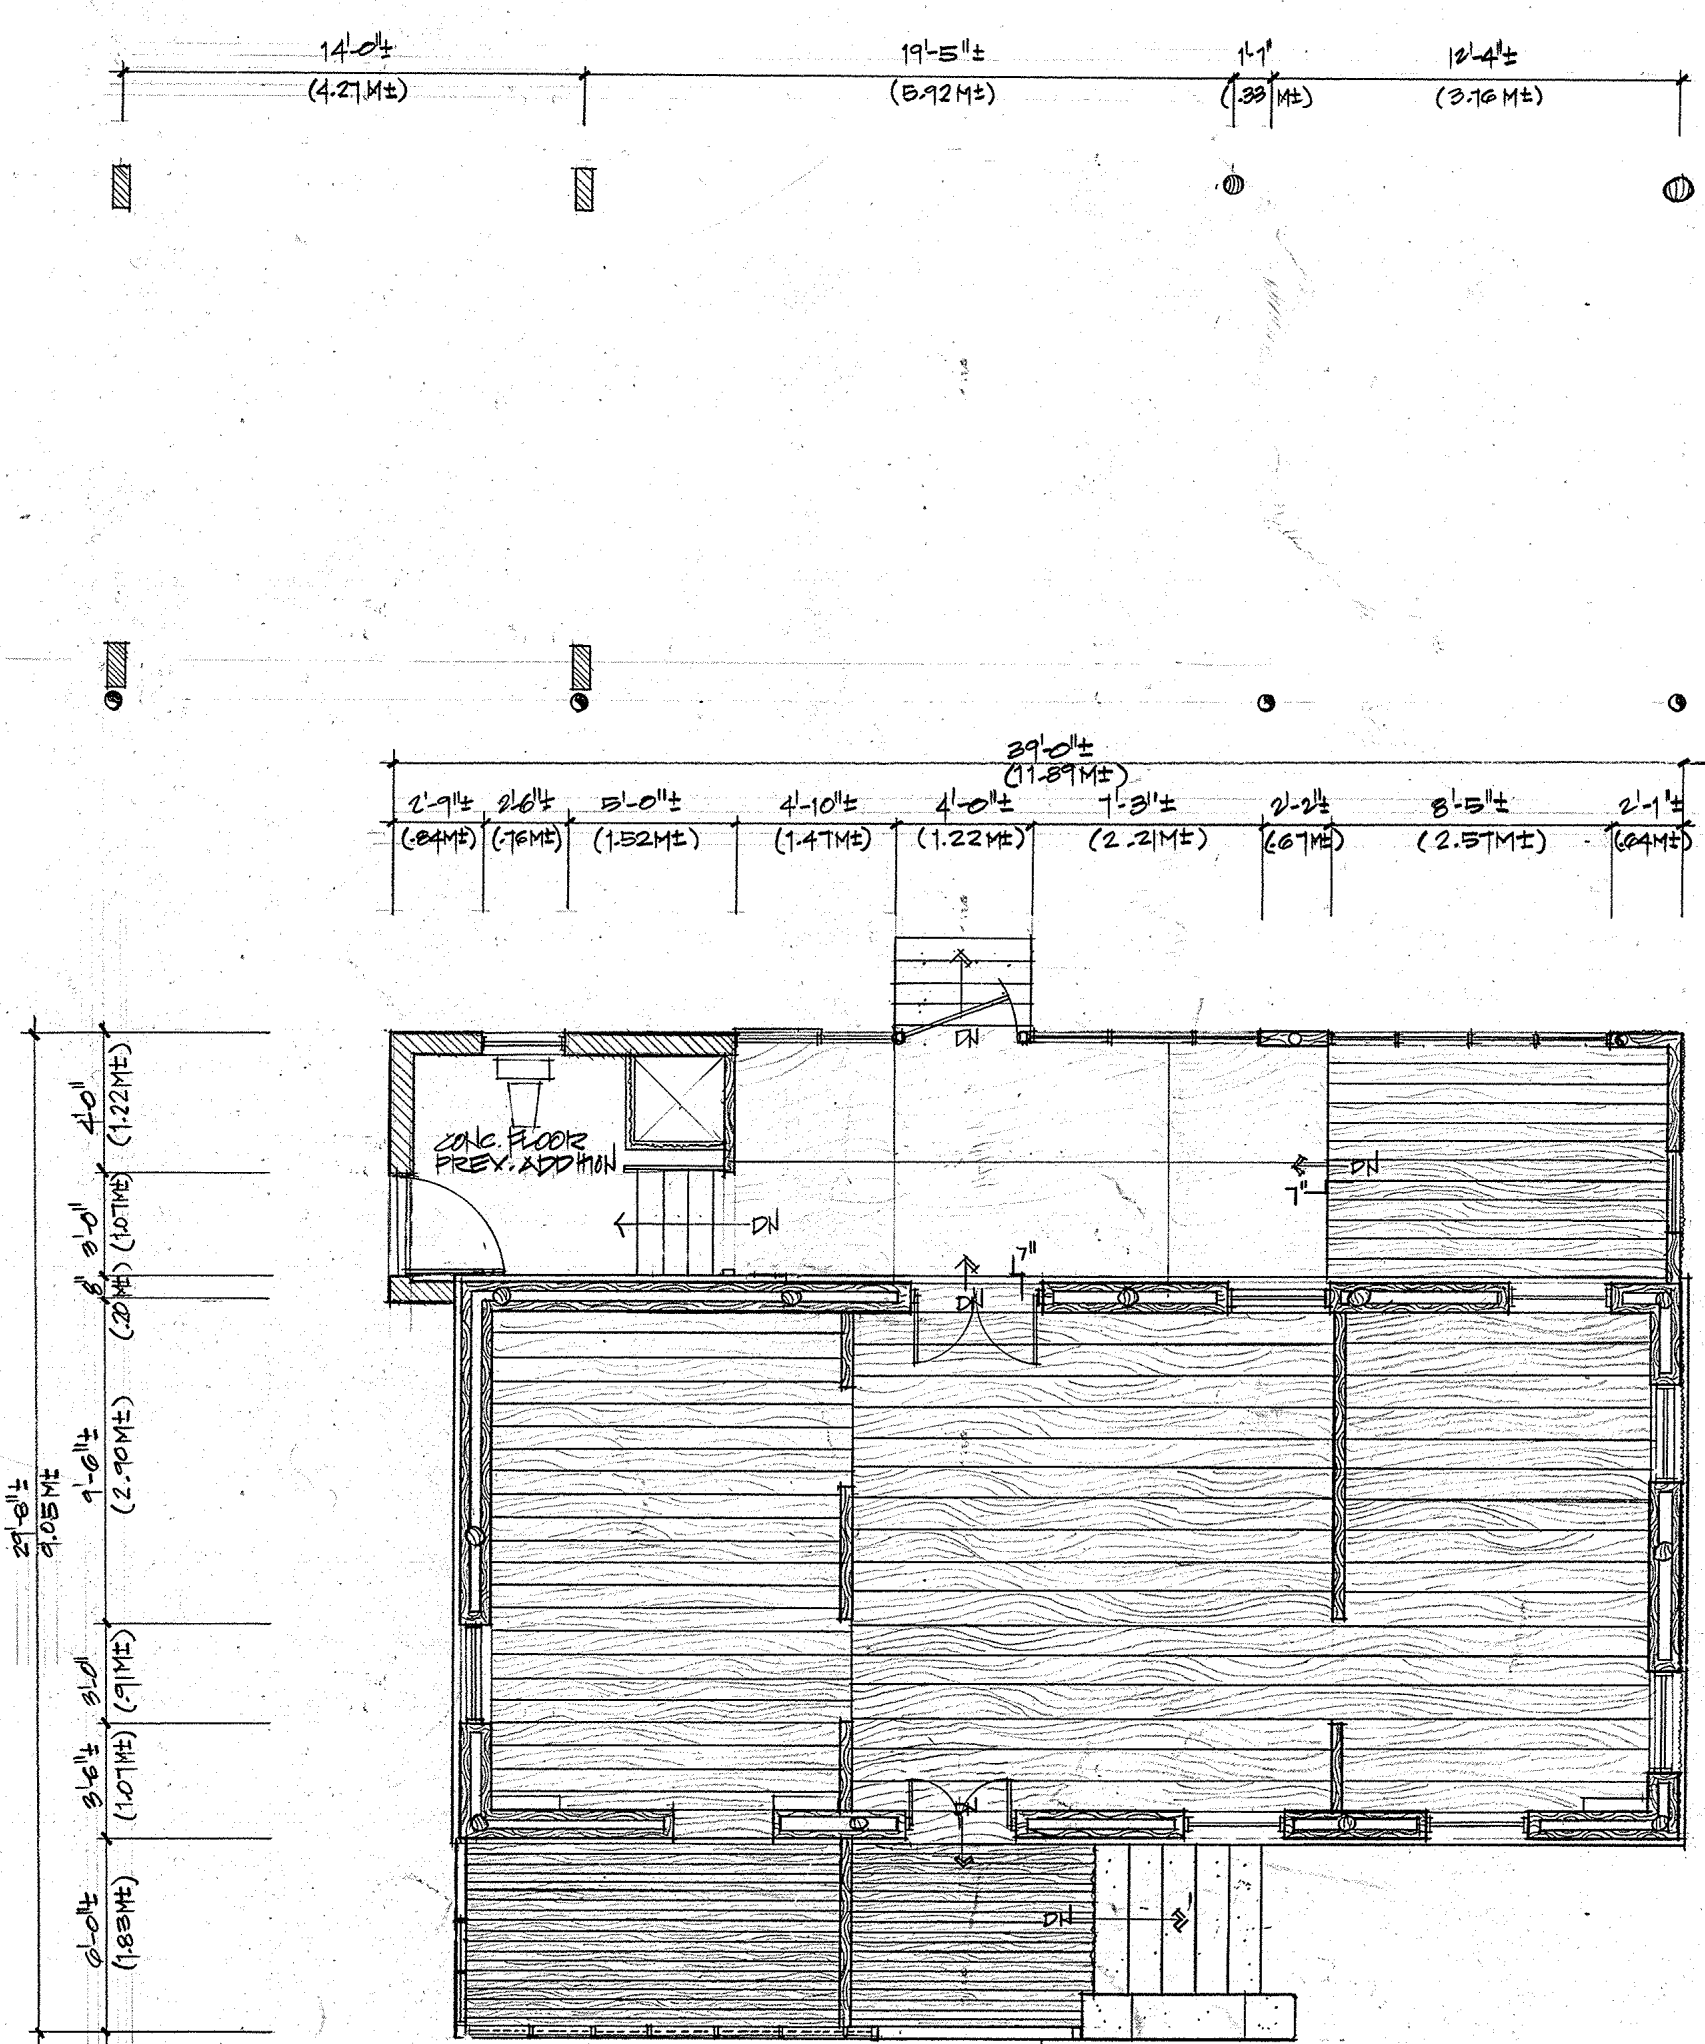 14'-0"±
(4.27M±)
19'-5"±
(5.92M±)
1'-1"
(.33M±)
12'-4"±
(3.76M±)
39'-0"±
(11.89M±)
2'-9"±
(.84M±)
2'-6"±
(.76M±)
5'-0"±
(1.52M±)
4'-10"±
(1.47M±)
4'-0"±
(1.22M±)
7'-3"±
(2.21M±)
2'-2"±
(.67M±)
8'-5"±
(2.57M±)
2'-1"±
(.64M±)
DN
CONC. FLOOR
PREX. ADDITION
DN
7"
DN
7"
DN
DN
DN
29'-8"±
9.05M±
4'-0"
(1.22M±)
3'-0"
(1.07M±)
8"
(.20M±)
9'-6"±
(2.90M±)
3'-0"
(.91M±)
3'-6"±
(1.07M±)
6'-0"±
(1.83M±)